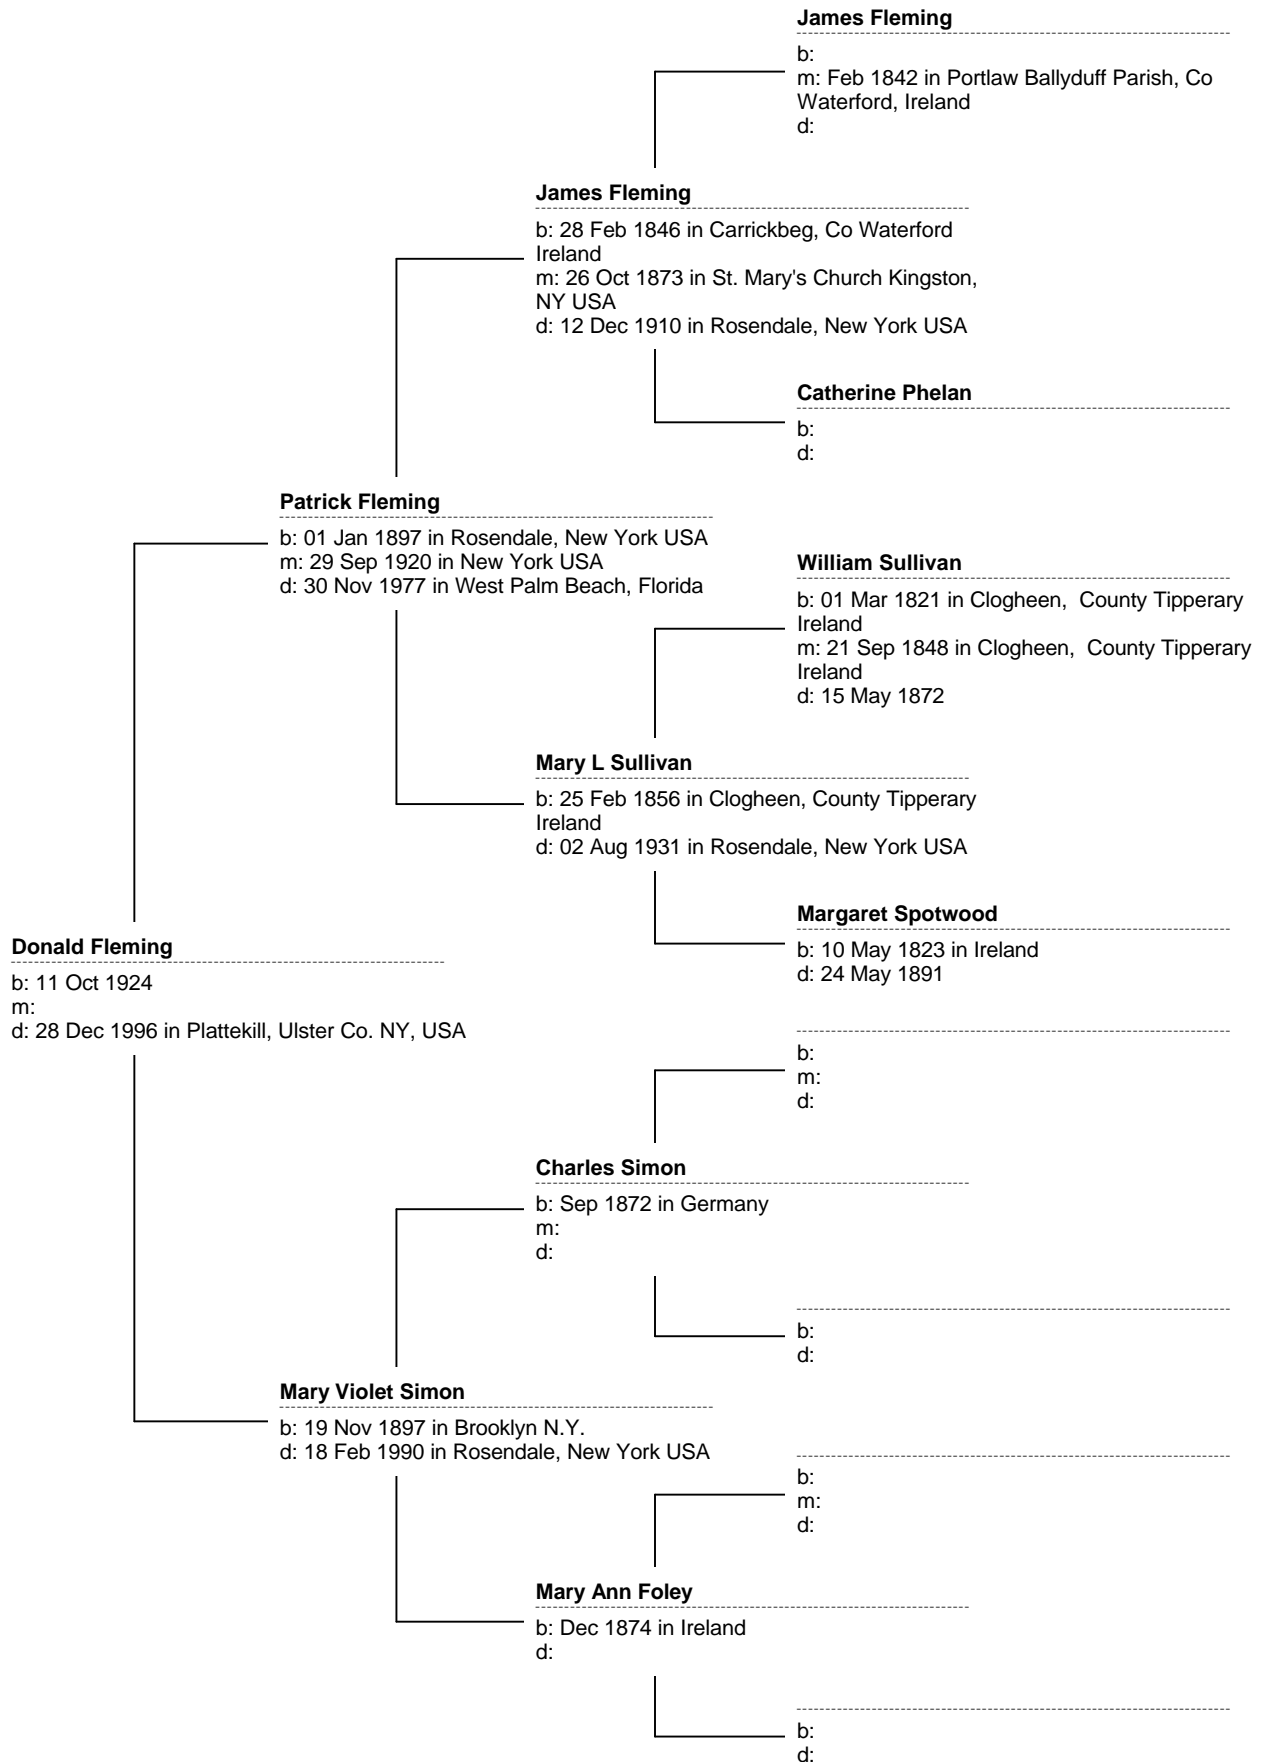 James Fleming
b:
m: Feb 1842 in Portlaw Ballyduff Parish, Co
Waterford, Ireland
d:
James Fleming
b: 28 Feb 1846 in Carrickbeg, Co Waterford
Ireland
m: 26 Oct 1873 in St. Mary's Church Kingston,
NY USA
d: 12 Dec 1910 in Rosendale, New York USA
Catherine Phelan
b:
d:
Patrick Fleming
b: 01 Jan 1897 in Rosendale, New York USA
m: 29 Sep 1920 in New York USA
d: 30 Nov 1977 in West Palm Beach, Florida
William Sullivan
b: 01 Mar 1821 in Clogheen,  County Tipperary
Ireland
m: 21 Sep 1848 in Clogheen,  County Tipperary
Ireland
d: 15 May 1872
Mary L Sullivan
b: 25 Feb 1856 in Clogheen, County Tipperary
Ireland
d: 02 Aug 1931 in Rosendale, New York USA
Margaret Spotwood
b: 10 May 1823 in Ireland
d: 24 May 1891
Donald Fleming
b: 11 Oct 1924
m:
d: 28 Dec 1996 in Plattekill, Ulster Co. NY, USA
b:
m:
d:
Charles Simon
b: Sep 1872 in Germany
m:
d:
b:
d:
Mary Violet Simon
b: 19 Nov 1897 in Brooklyn N.Y.
d: 18 Feb 1990 in Rosendale, New York USA
b:
m:
d:
Mary Ann Foley
b: Dec 1874 in Ireland
d:
b:
d: